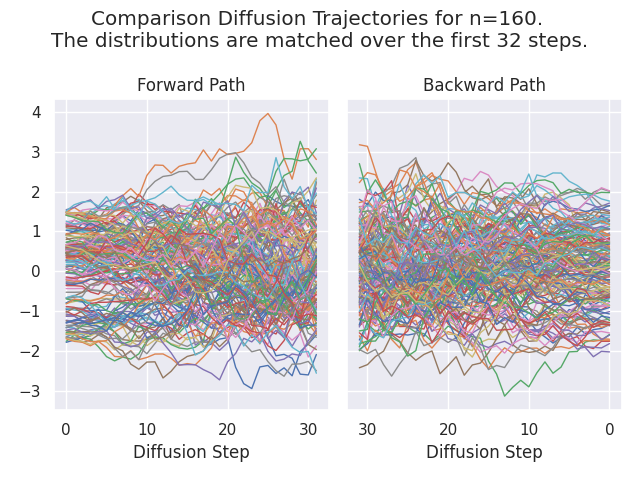 Comparison Diffusion Trajectories for n=160.
The distributions are matched over the first 32 steps.
Forward Path
Backward Path
4
3
2
1
0
−1
−2
−3
0 10 20 30
30 20 10 0
Diffusion Step
Diffusion Step